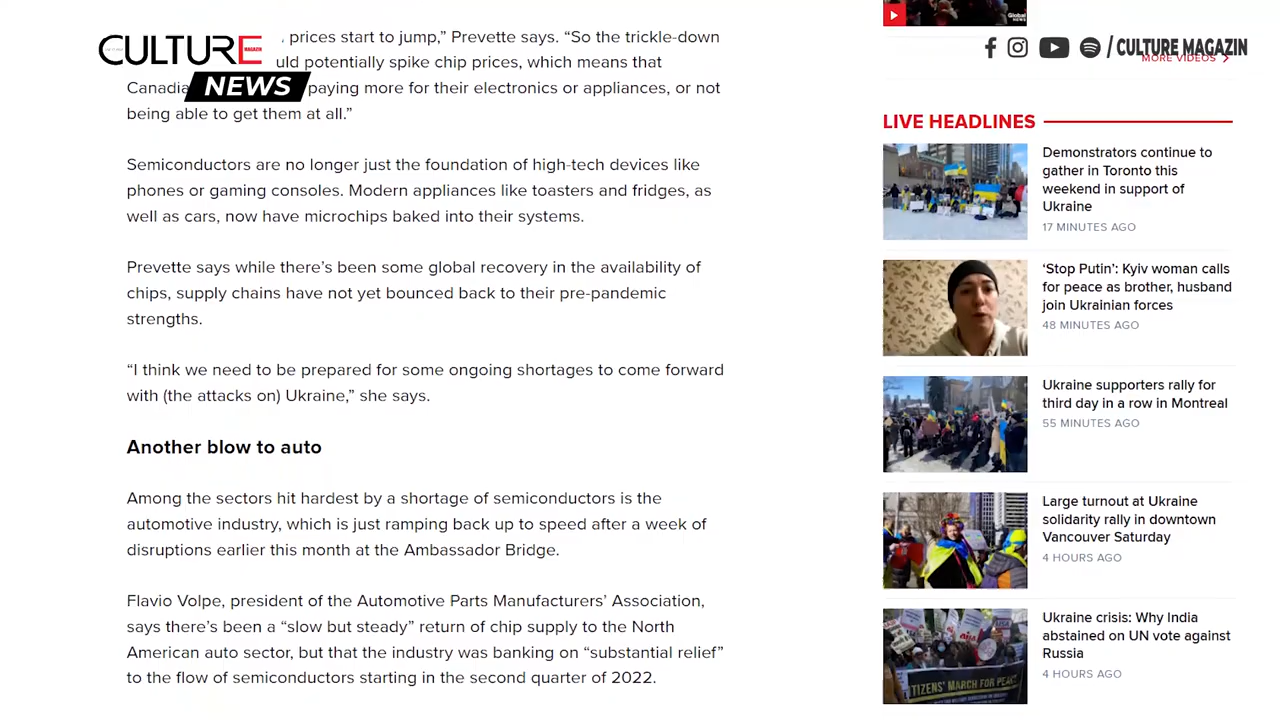 CULTURE
MAGAZIN
NEWS
prices start to jump,” Prevette says. “So the trickle-down
uld potentially spike chip prices, which means that
Canadia paying more for their electronics or appliances, or not
being able to get them at all.”
Semiconductors are no longer just the foundation of high-tech devices like
phones or gaming consoles. Modern appliances like toasters and fridges, as
well as cars, now have microchips baked into their systems.
Prevette says while there’s been some global recovery in the availability of
chips, supply chains have not yet bounced back to their pre-pandemic
strengths.
“I think we need to be prepared for some ongoing shortages to come forward
with (the attacks on) Ukraine,” she says.
Another blow to auto
Among the sectors hit hardest by a shortage of semiconductors is the
automotive industry, which is just ramping back up to speed after a week of
disruptions earlier this month at the Ambassador Bridge.
Flavio Volpe, president of the Automotive Parts Manufacturers’ Association,
says there’s been a “slow but steady” return of chip supply to the North
American auto sector, but that the industry was banking on “substantial relief”
to the flow of semiconductors starting in the second quarter of 2022.
Global
NEWS
/CULTURE MAGAZIN
MORE VIDEOS
LIVE HEADLINES
Demonstrators continue to
gather in Toronto this
weekend in support of
Ukraine
17 MINUTES AGO
‘Stop Putin’: Kyiv woman calls
for peace as brother, husband
join Ukrainian forces
48 MINUTES AGO
Ukraine supporters rally for
third day in a row in Montreal
55 MINUTES AGO
Large turnout at Ukraine
solidarity rally in downtown
Vancouver Saturday
4 HOURS AGO
Ukraine crisis: Why India
abstained on UN vote against
Russia
4 HOURS AGO
ITIZENS’ MARCH FOR PEACE